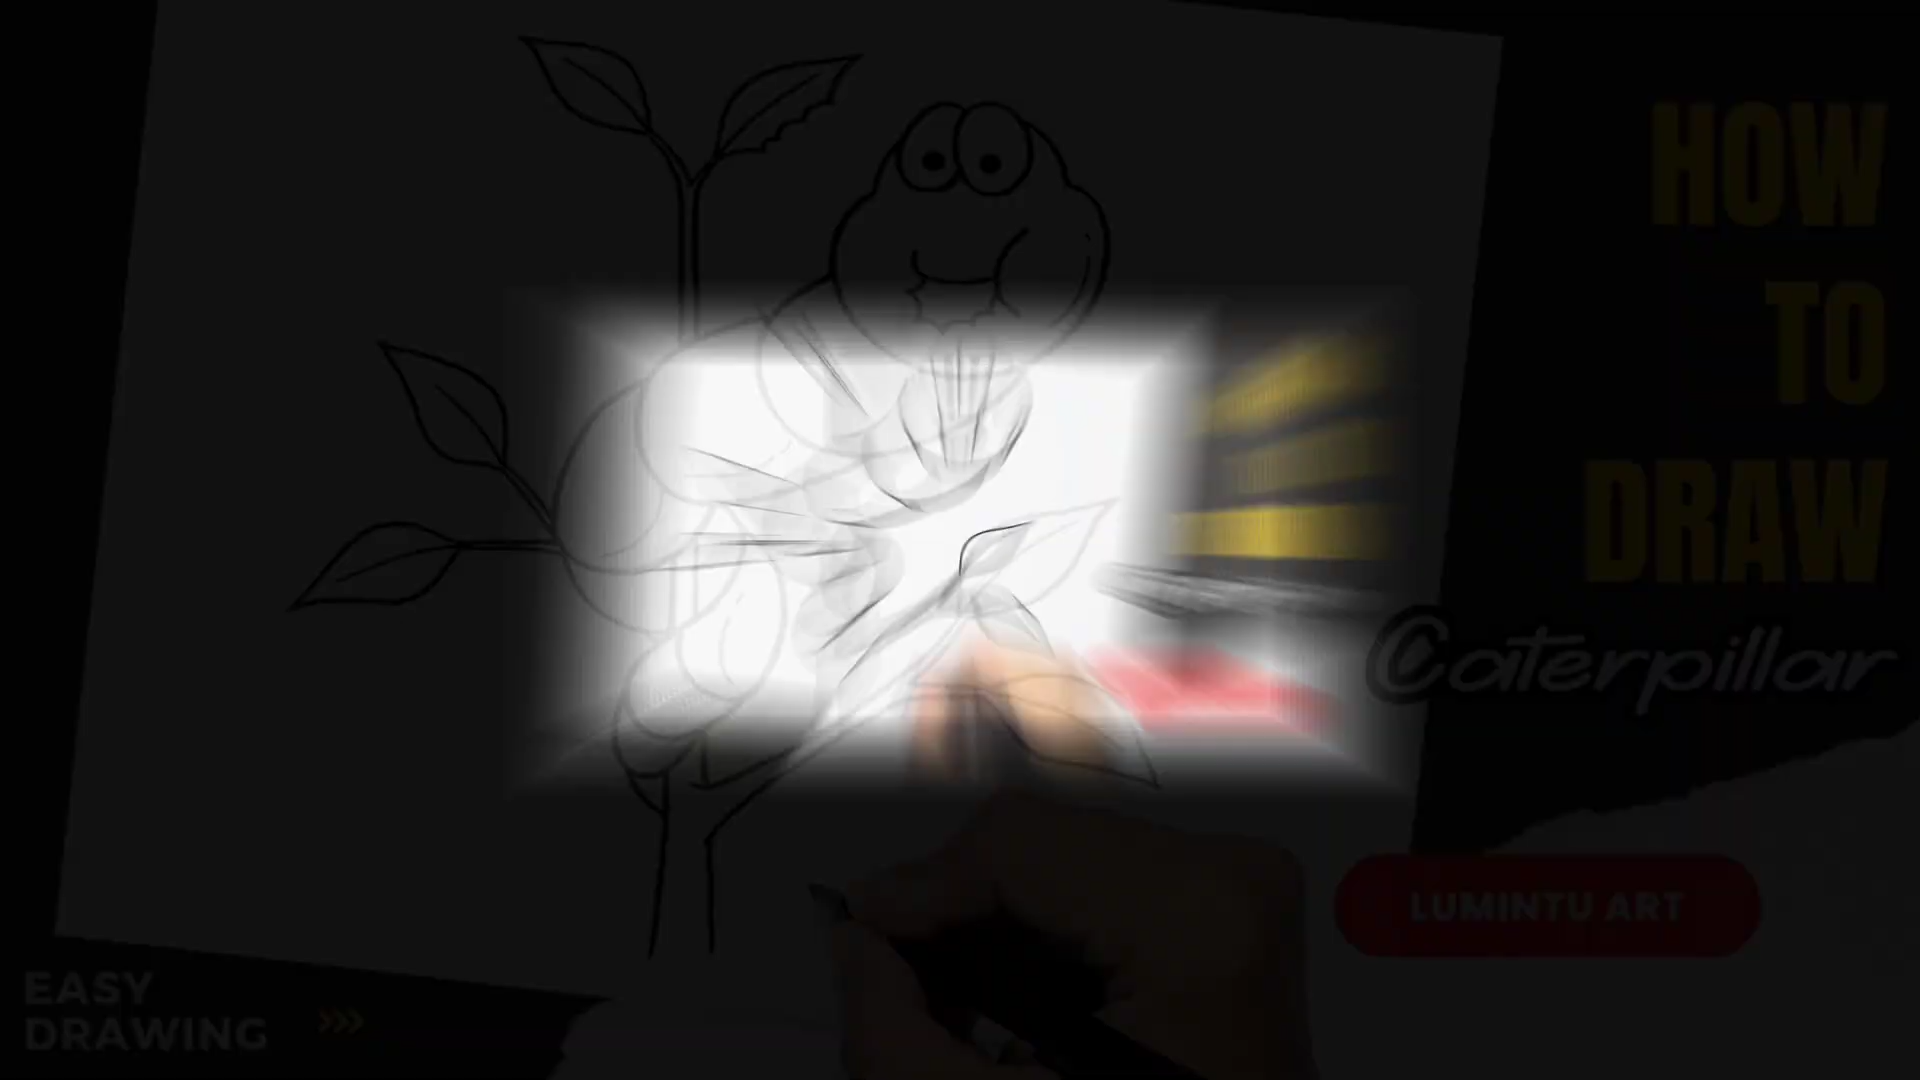 HOW
TO
DRAW
Caterpillar
LUMINTU ART
EASY
DRAWING